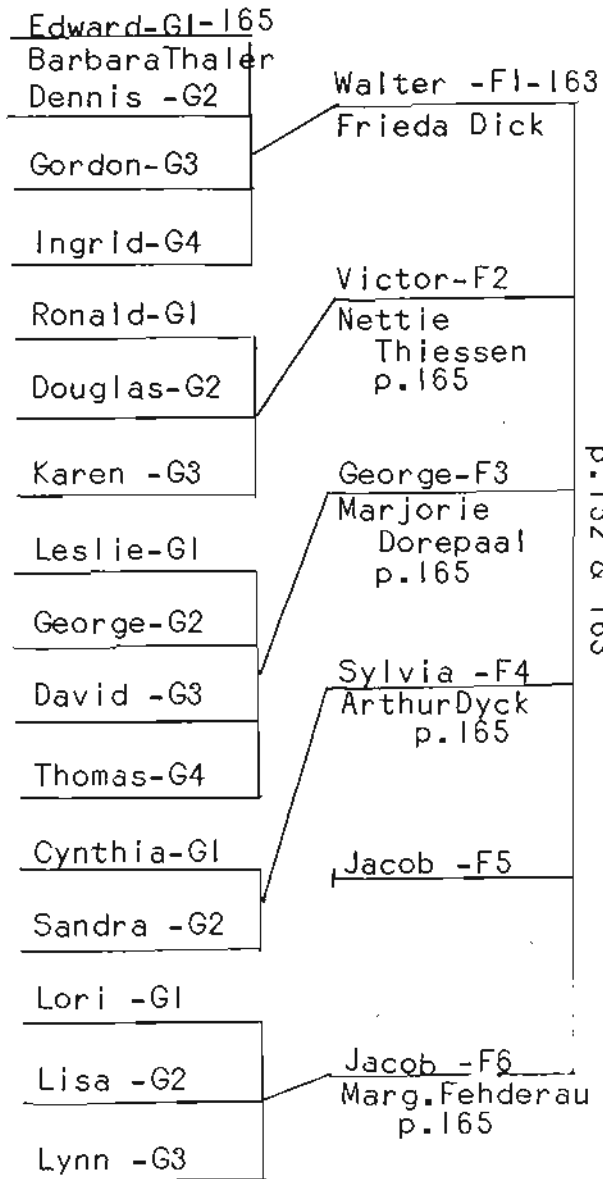 Edward-G1-165
BarbaraThaler
Dennis -G2
Gordon-G3
Ingrid-G4
Ronald-G1
Douglas-G2
Karen -G3
Leslie-G1
George-G2
David -G3
Thomas-G4
Cynthia-G1
Sandra -G2
Lori -G1
Lisa -G2
Lynn -G3
Walter -F1-163
Frieda Dick
Victor-F2
Nettie
Thiessen
p.165
George-F3
Marjorie
Dorepaal
p.165
Sylvia -F4
ArthurDyck
p.165
Jacob -F5
Jacob -F6
Marg.Fehderau
p.165
p.132 & 163